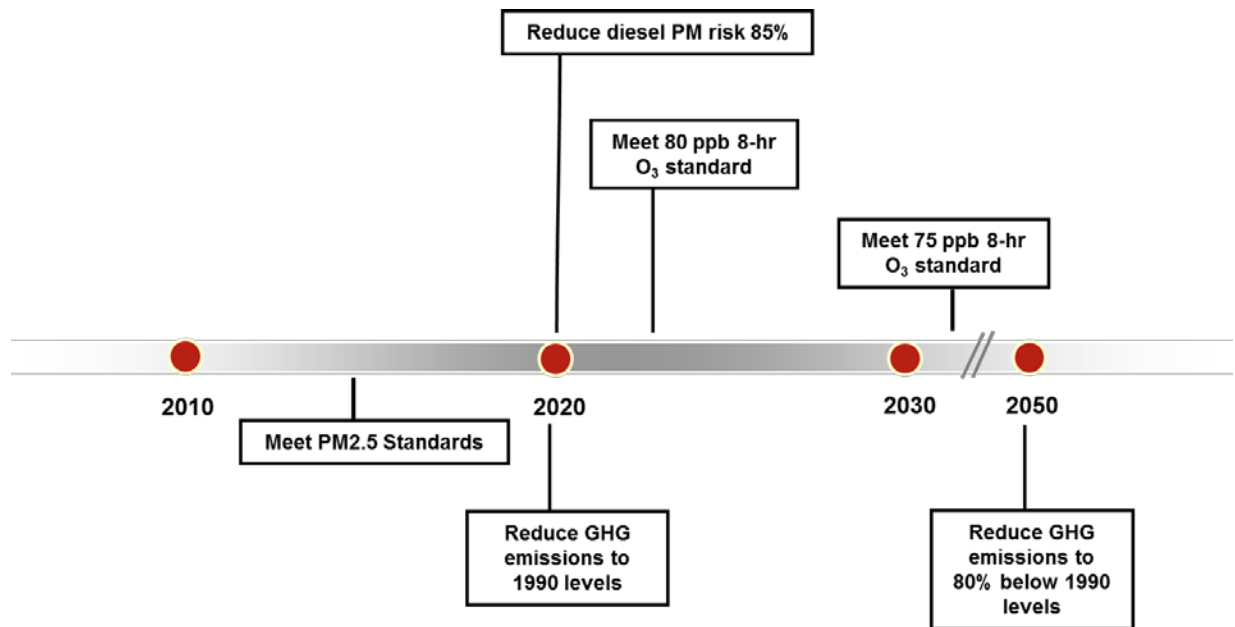 Reduce diesel PM risk 85%
Meet 80 ppb 8-hr
O₃ standard
Meet 75 ppb 8-hr
O₃ standard
2010
2020
2030
2050
Meet PM2.5 Standards
Reduce GHG
emissions to
1990 levels
Reduce GHG
emissions to
80% below 1990
levels